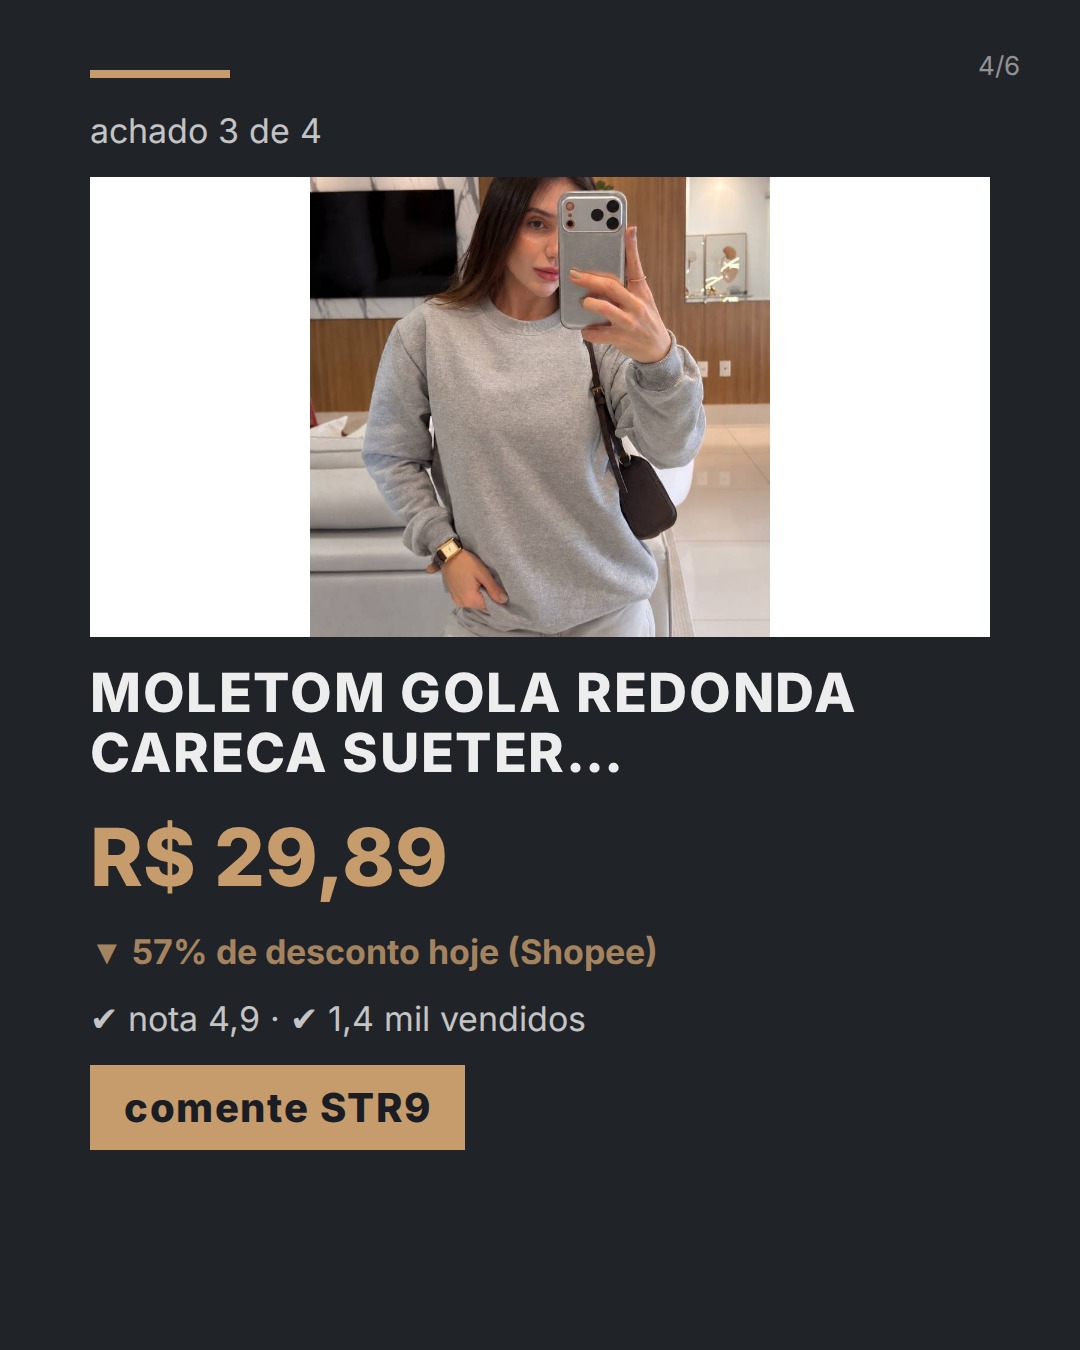 4/6
achado 3 de 4
MOLETOM GOLA REDONDA
CARECA SUETER...
R$ 29,89
▼ 57% de desconto hoje (Shopee)
✔ nota 4,9 · ✔ 1,4 mil vendidos
comente STR9